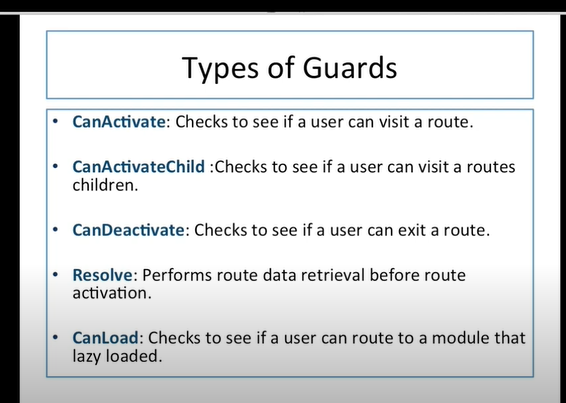 Types of Guards
• CanActivate: Checks to see if a user can visit a route.
• CanActivateChild :Checks to see if a user can visit a routes
children.
• CanDeactivate: Checks to see if a user can exit a route.
• Resolve: Performs route data retrieval before route
activation.
• CanLoad: Checks to see if a user can route to a module that
lazy loaded.